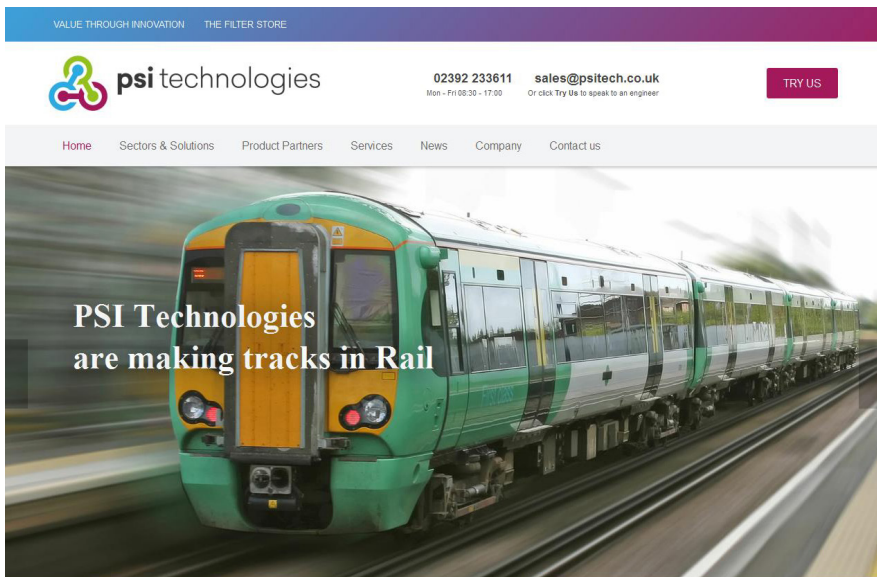 VALUE THROUGH INNOVATION THE FILTER STORE
psi technologies
02392 233611 sales@psitech.co.uk
Mon - Fri 08:30 - 17:00 Or click Try Us to speak to an engineer
TRY US
Home Sectors & Solutions Product Partners Services News Company Contact us
PSI Technologies
are making tracks in Rail
First Class